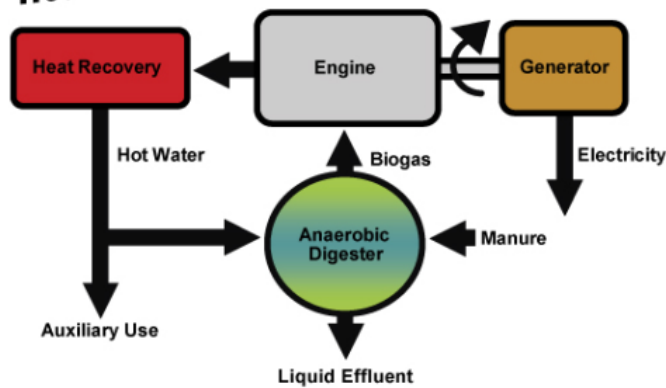 Heat Recovery
Engine
Generator
Hot Water
Biogas
Electricity
Anaerobic
Digester
Manure
Auxiliary Use
Liquid Effluent